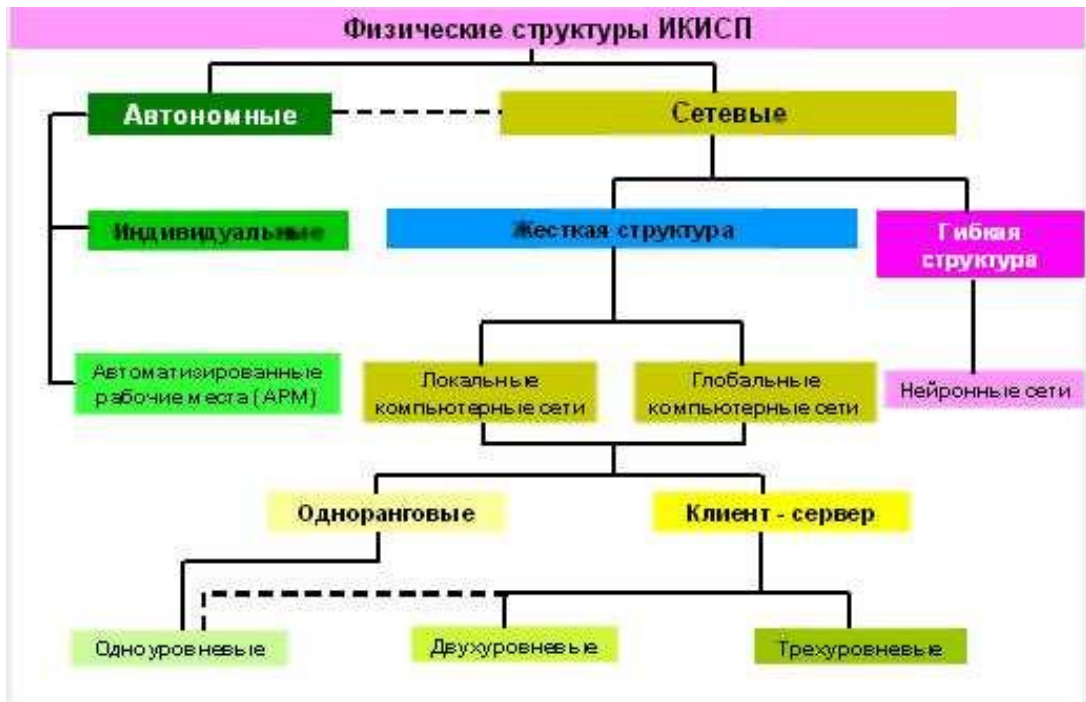 Физические структуры ИКИСП
Автономные
Сетевые
Индивидуальные
Жесткая структура
Гибкая
структура
Автоматизированные
рабочие места (АРМ)
Локальные
компьютерные сети
Глобальные
компьютерные сети
Нейронные сети
Одноранговые
Клиент - сервер
Одноуровневые
Двухуровневые
Трехуровневые